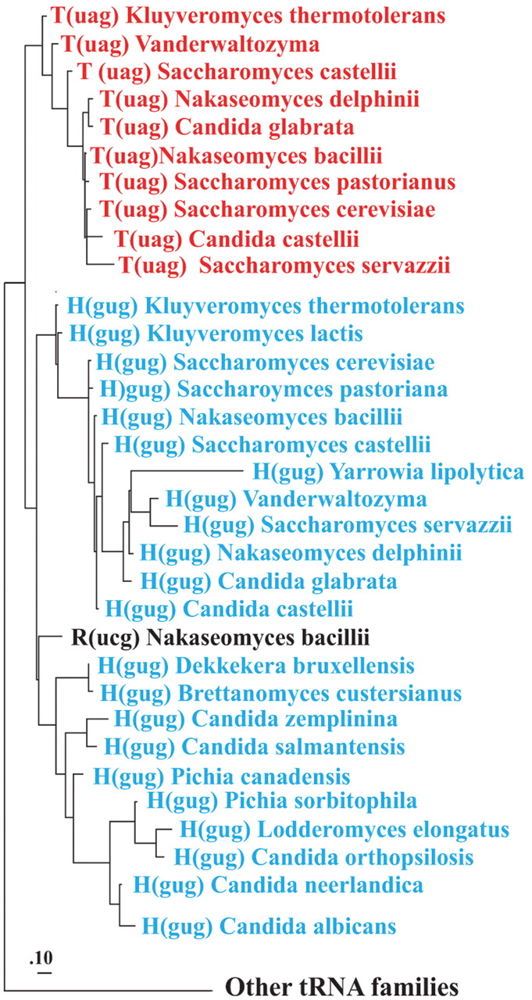 T(uag) Kluyveromyces thermotolerans
T(uag) Vanderwaltozyma
T (uag) Saccharomyces castellii
T(uag) Nakaseomyces delphinii
T(uag) Candida glabrata
T(uag)Nakaseomyces bacillii
T(uag) Saccharomyces pastorianus
T(uag) Saccharomyces cerevisiae
T(uag) Candida castellii
T(uag) Saccharomyces servazzii
H(gug) Kluyveromyces thermotolerans
H(gug) Kluyveromyces lactis
H(gug) Saccharomyces cerevisiae
H)gug) Saccharoymces pastoriana
H(gug) Nakaseomyces bacillii
H(gug) Saccharomyces castellii
H(gug) Yarrowia lipolytica
H(gug) Vanderwaltozyma
H(gug) Saccharomyces servazzii
H(gug) Nakaseomyces delphinii
H(gug) Candida glabrata
H(gug) Candida castellii
R(ucg) Nakaseomyces bacillii
H(gug) Dekkekera bruxellensis
H(gug) Brettanomyces custersianus
H(gug) Candida zemplinina
H(gug) Candida salmantensis
H(gug) Pichia canadensis
H(gug) Pichia sorbitophila
H(gug) Lodderomyces elongatus
H(gug) Candida orthopsilosis
H(gug) Candida neerlandica
H(gug) Candida albicans
.10
Other tRNA families